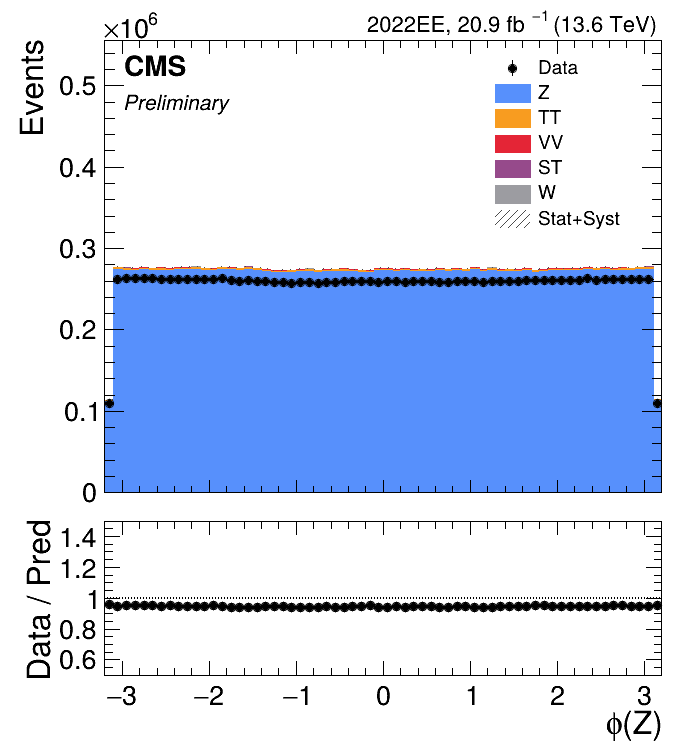 ×10⁶
2022EE, 20.9 fb ⁻¹ (13.6 TeV)
Events
CMS
Preliminary
Data
Z
TT
VV
ST
W
Stat+Syst
0.5
0.4
0.3
0.2
0.1
0
Data / Pred
1.4
1.2
1
0.8
0.6
−3 −2 −1 0 1 2 3
ϕ(Z)